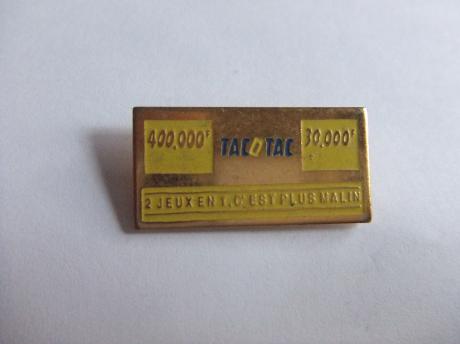 400,000F TAC O TAC 30,000F
2 JEUX EN 1. C'EST PLUS MALIN